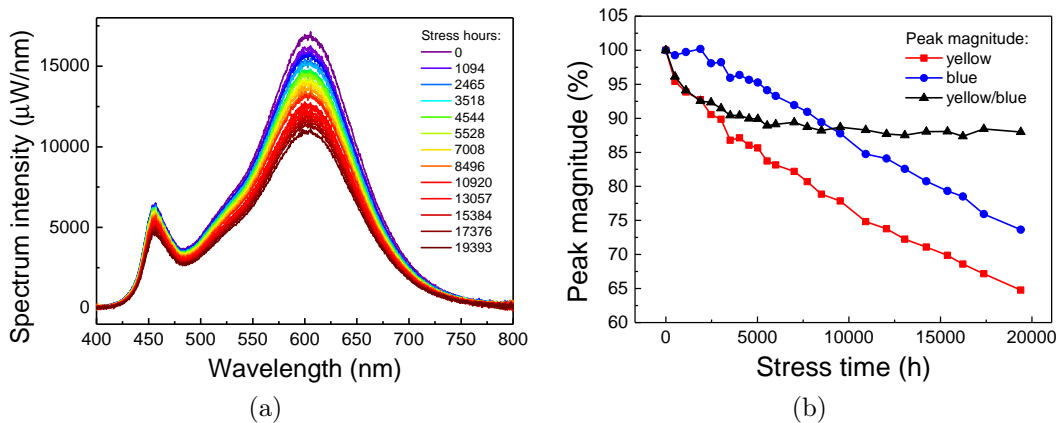 (a)
Spectrum intensity (μW/nm)
15000
10000
5000
0
400 450 500 550 600 650 700 750 800
Wavelength (nm)
Stress hours:
0
1094
2465
3518
4544
5528
7008
8496
10920
13057
15384
17376
19393
(a)
(b)
Peak magnitude (%)
105
100
95
90
85
80
75
70
65
60
0 5000 10000 15000 20000
Stress time (h)
Peak magnitude:
yellow
blue
yellow/blue
(b)